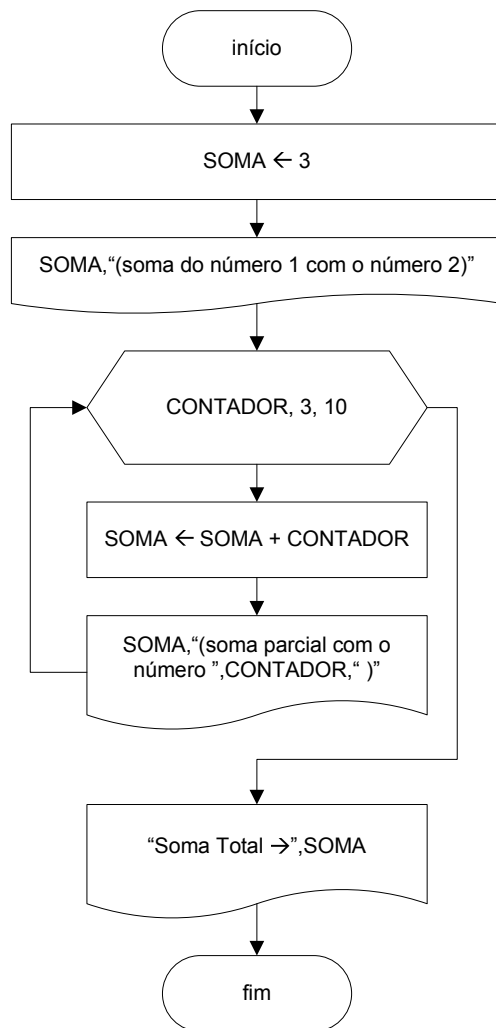 início
SOMA ← 3
SOMA,“(soma do número 1 com o número 2)”
CONTADOR, 3, 10
SOMA ← SOMA + CONTADOR
SOMA,“(soma parcial com o
número ”,CONTADOR,“ )”
“Soma Total →”,SOMA
fim